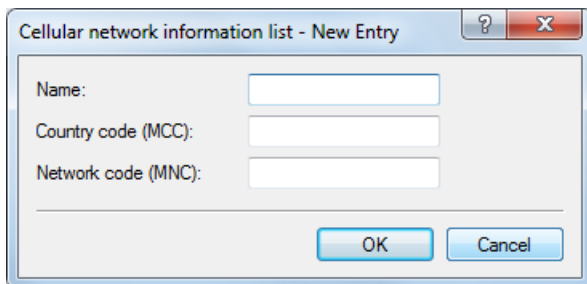 Cellular network information list - New Entry
Name:
Country code (MCC):
Network code (MNC):
OK Cancel